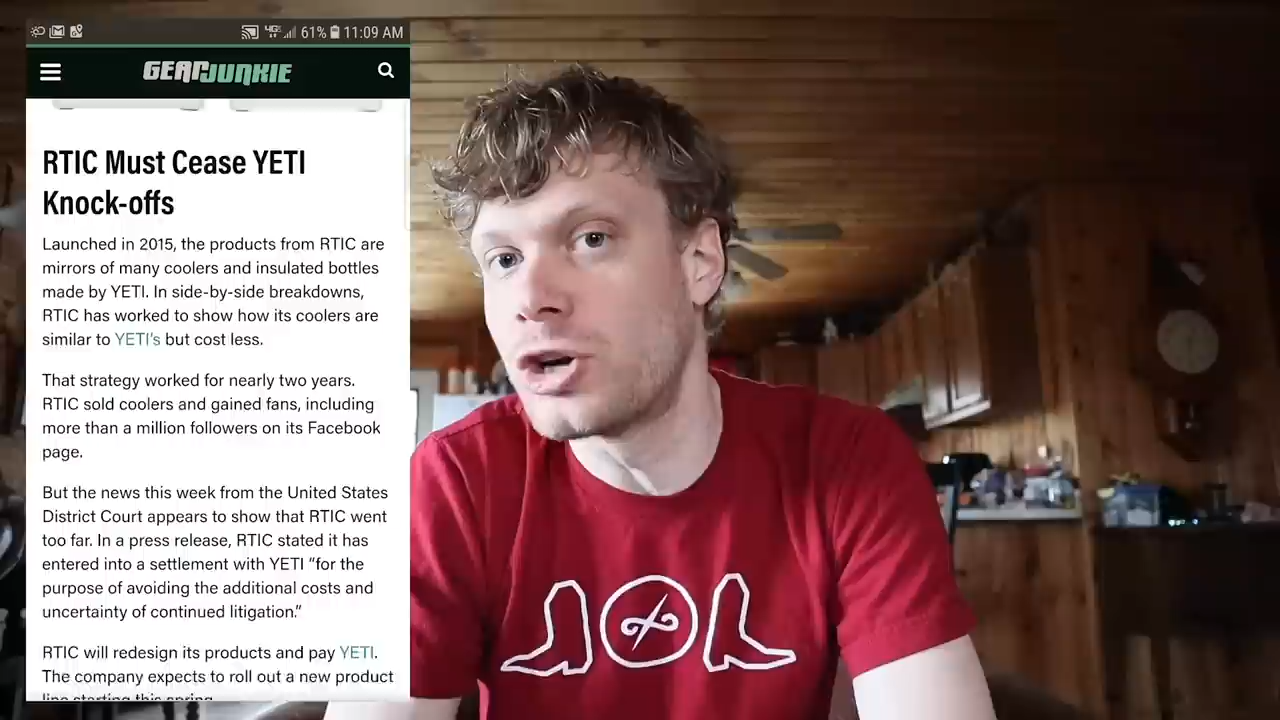 61% 11:09 AM
GEARJUNKIE
RTIC Must Cease YETI
Knock-offs
Launched in 2015, the products from RTIC are
mirrors of many coolers and insulated bottles
made by YETI. In side-by-side breakdowns,
RTIC has worked to show how its coolers are
similar to YETI's but cost less.
That strategy worked for nearly two years.
RTIC sold coolers and gained fans, including
more than a million followers on its Facebook
page.
But the news this week from the United States
District Court appears to show that RTIC went
too far. In a press release, RTIC stated it has
entered into a settlement with YETI “for the
purpose of avoiding the additional costs and
uncertainty of continued litigation.”
RTIC will redesign its products and pay YETI.
The company expects to roll out a new product
line starting this spring.